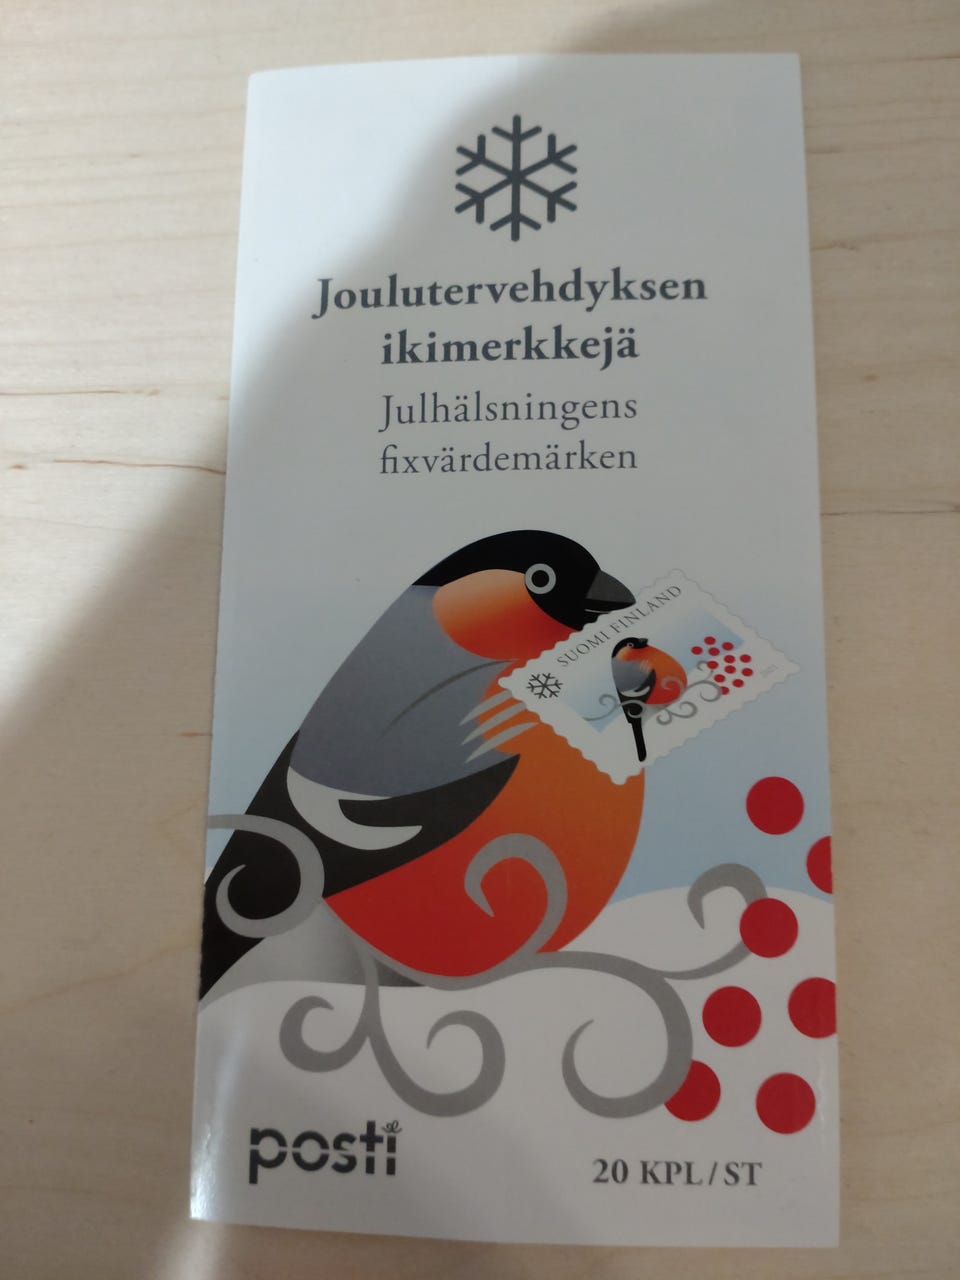 Joulutervehdyksen
ikimerkkejä
Julhälsningens
fixvärdemärken
SUOMI FINLAND
posti
20 KPL/ST